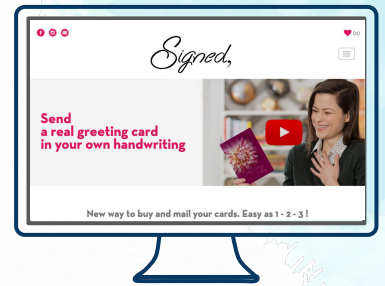 (0)
Signed,
Send
a real greeting card
in your own handwriting
New way to buy and mail your cards. Easy as 1 - 2 - 3 !